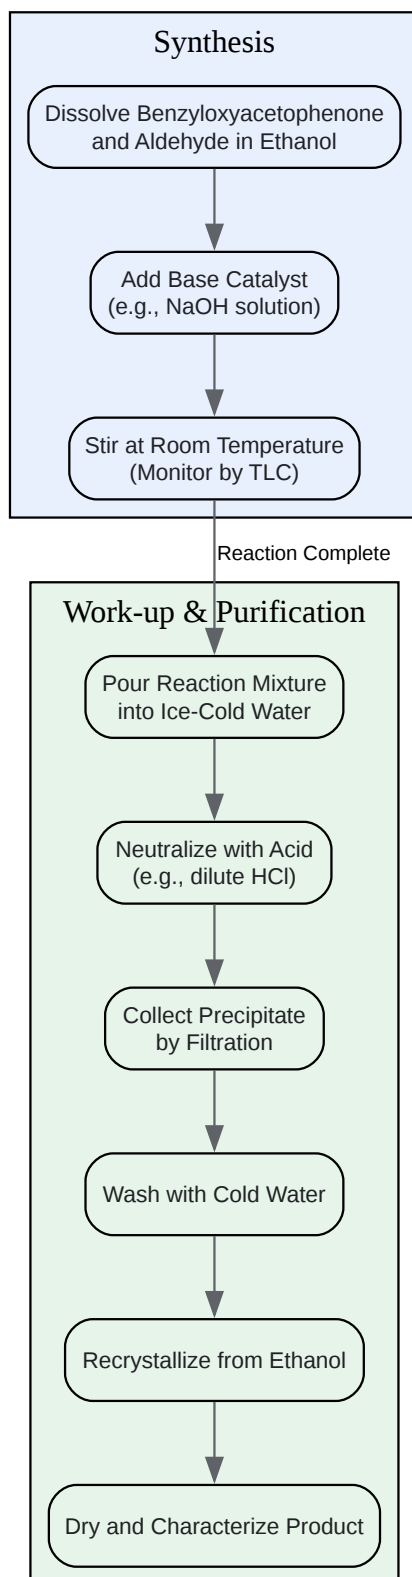 Synthesis
Dissolve Benzyloxyacetophenone
and Aldehyde in Ethanol
Add Base Catalyst
(e.g., NaOH solution)
Stir at Room Temperature
(Monitor by TLC)
Reaction Complete
Work-up & Purification
Pour Reaction Mixture
into Ice-Cold Water
Neutralize with Acid
(e.g., dilute HCl)
Collect Precipitate
by Filtration
Wash with Cold Water
Recrystallize from Ethanol
Dry and Characterize Product